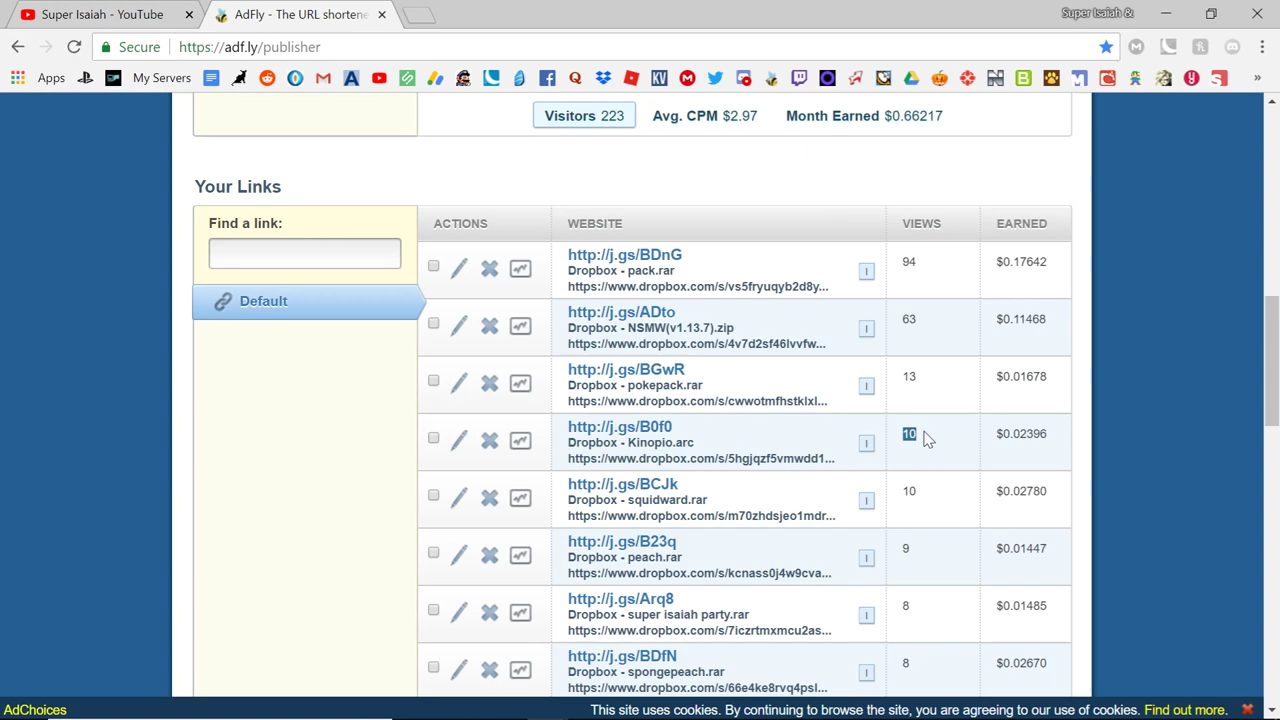 Super Isaiah - YouTube
AdFly - The URL shortene
Super Isaiah &
Secure
https://adf.ly/publisher
Apps
My Servers
Visitors 223
Avg. CPM $2.97
Month Earned $0.66217
Your Links
Find a link:
ACTIONS
WEBSITE
VIEWS
EARNED
Default
http://j.gs/BDnG
Dropbox - pack.rar
https://www.dropbox.com/s/vs5fryuqyb2d8y...
94
$0.17642
http://j.gs/ADto
Dropbox - NSMW(v1.13.7).zip
https://www.dropbox.com/s/4v7d2sf46lvvfw...
63
$0.11468
http://j.gs/BGwR
Dropbox - pokepack.rar
https://www.dropbox.com/s/cwwotmfhstklxl...
13
$0.01678
http://j.gs/B0f0
Dropbox - Kinopio.arc
https://www.dropbox.com/s/5hgjqzf5vmwdd1...
10
$0.02396
http://j.gs/BCJk
Dropbox - squidward.rar
https://www.dropbox.com/s/m70zhdsjeo1mdr...
10
$0.02780
http://j.gs/B23q
Dropbox - peach.rar
https://www.dropbox.com/s/kcnass0j4w9cva...
9
$0.01447
http://j.gs/Arq8
Dropbox - super isaiah party.rar
https://www.dropbox.com/s/7iczrtmxmcu2as...
8
$0.01485
http://j.gs/BDfN
Dropbox - spongepeach.rar
https://www.dropbox.com/s/66e4ke8rvq4psl...
8
$0.02670
AdChoices
This site uses cookies. By continuing to browse the site, you are agreeing to our use of cookies. Find out more.